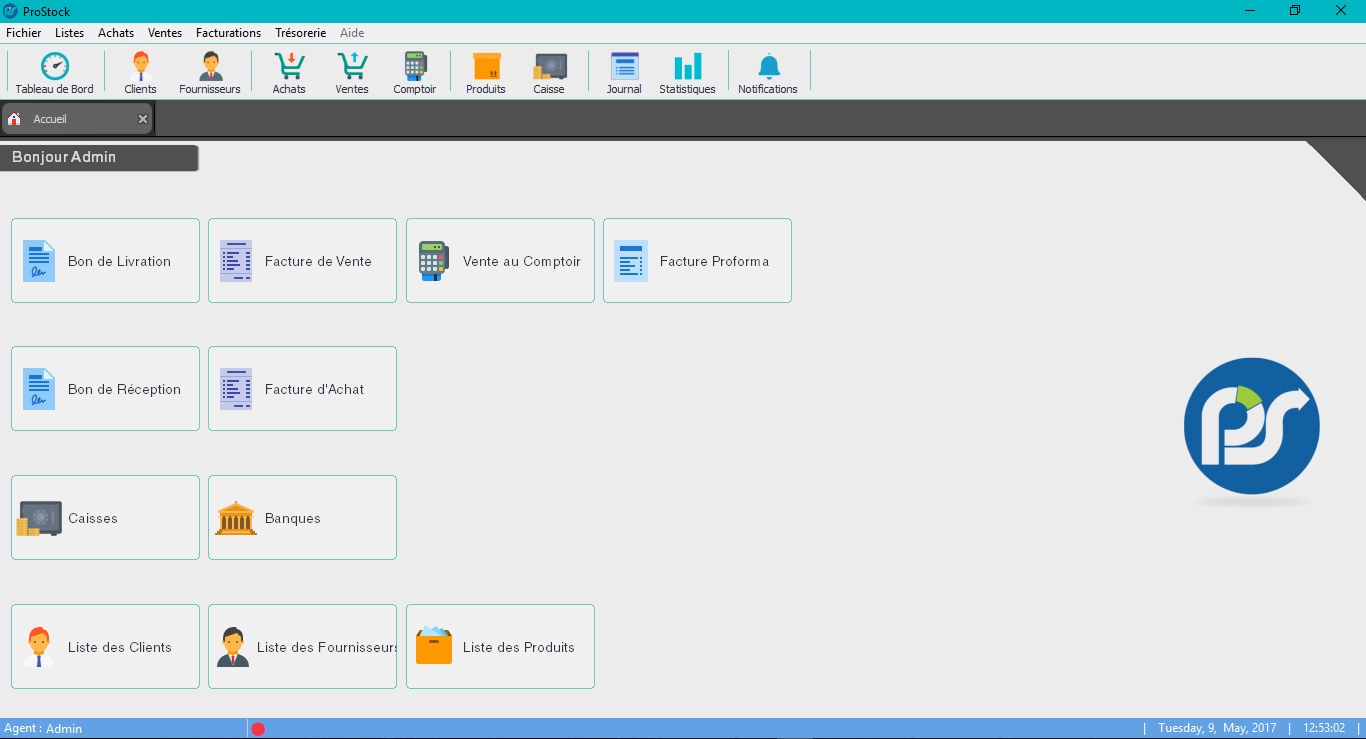 ProStock
Fichier Listes Achats Ventes Facturations Trésorerie Aide
Tableau de Bord Clients Fournisseurs Achats Ventes Comptoir Produits Caisse Journal Statistiques Notifications
Accueil
Bonjour Admin
Bon de Livration Facture de Vente Vente au Comptoir Facture Proforma
Bon de Réception Facture d'Achat
Caisses Banques
Liste des Clients Liste des Fournisseurs Liste des Produits
Agent : Admin | Tuesday, 9, May, 2017 | 12:53:02 |